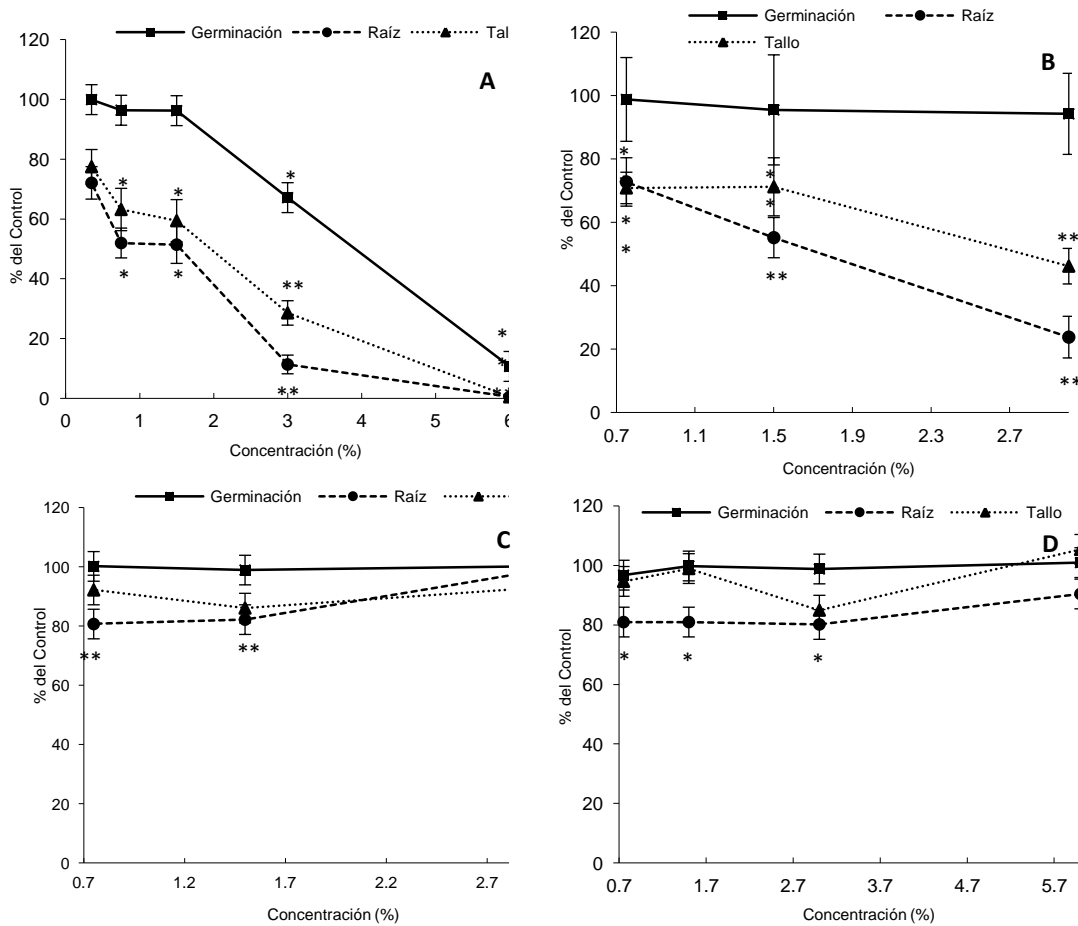 Germinación Raíz Tal
A
120
100
80
60
40
20
0
% del Control
* * * * * ** ** * * **
0 1 2 3 4 5 6
Concentración (%)
Germinación Raíz
Tallo
B
120
100
80
60
40
20
0
% del Control
* * * * * ** ** **
0.7 1.1 1.5 1.9 2.3 2.7
Concentración (%)
Germinación Raíz
C
120
100
80
60
40
20
0
% del Control
** **
0.7 1.2 1.7 2.2 2.7
Concentración (%)
Germinación Raíz Tallo
D
120
100
80
60
40
20
0
% del Control
* * *
0.7 1.7 2.7 3.7 4.7 5.7
Concentración (%)